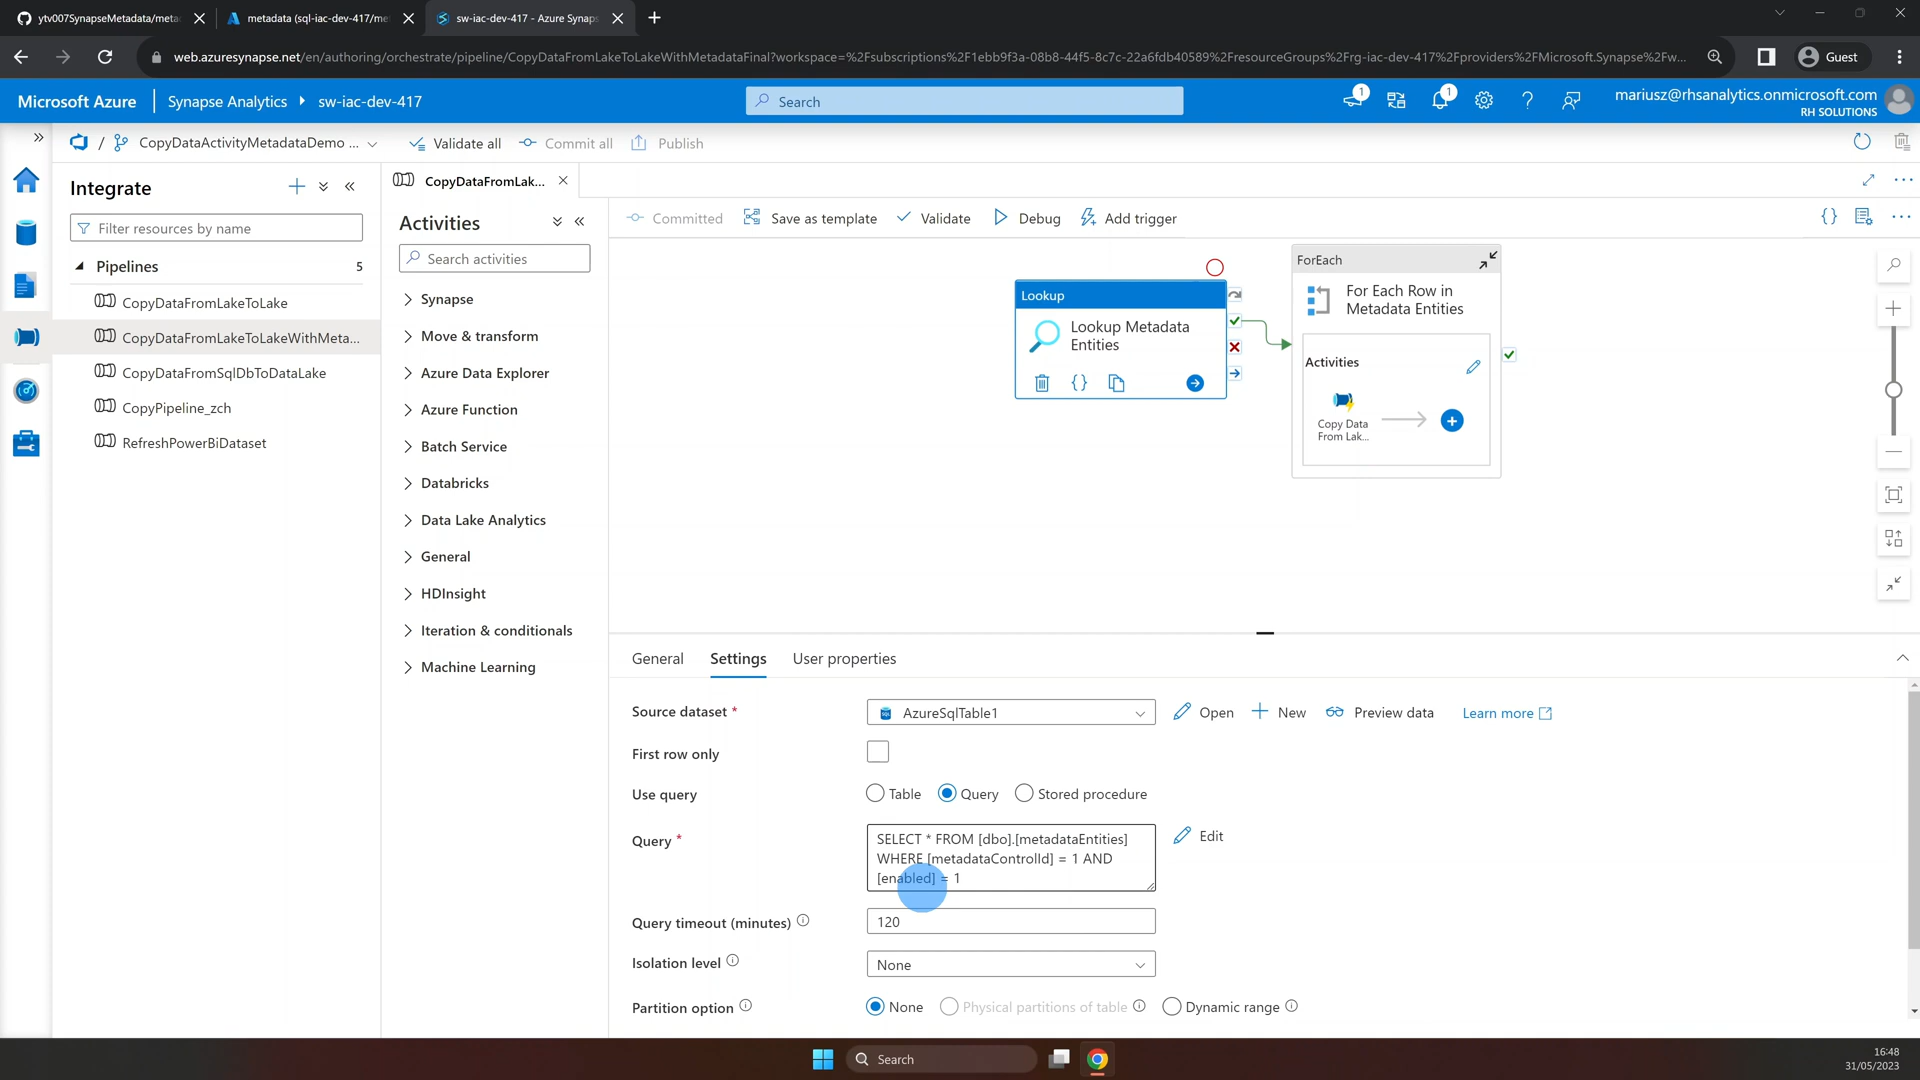 ytv007SynapseMetadata/meta
metadata (sql-iac-dev-417/me
sw-iac-dev-417 - Azure Synaps
web.azuresynapse.net/en/authoring/orchestrate/pipeline/CopyDataFromLakeToLakeWithMetadataFinal?workspace=%2Fsubscriptions%2F1ebb9f3a-08b8-44f5-8c7c-22a6fdb40589%2FresourceGroups%2Frg-iac-dev-417%2Fproviders%2FMicrosoft.Synapse%2Fw...
Guest
Microsoft Azure
Synapse Analytics
sw-iac-dev-417
Search
1
1
mariusz@rhsanalytics.onmicrosoft.com
RH SOLUTIONS
/
CopyDataActivityMetadataDemo ...
Validate all
Commit all
Publish
Integrate
Filter resources by name
Pipelines
5
CopyDataFromLakeToLake
CopyDataFromLakeToLakeWithMeta...
CopyDataFromSqlDbToDataLake
CopyPipeline_zch
RefreshPowerBiDataset
CopyDataFromLak...
Activities
Search activities
Synapse
Move & transform
Azure Data Explorer
Azure Function
Batch Service
Databricks
Data Lake Analytics
General
HDInsight
Iteration & conditionals
Machine Learning
Committed
Save as template
Validate
Debug
Add trigger
Lookup
Lookup Metadata
Entities
ForEach
For Each Row in
Metadata Entities
Activities
Copy Data
From Lak...
General
Settings
User properties
Source dataset *
AzureSqlTable1
Open
New
Preview data
Learn more
First row only
Use query
Table
Query
Stored procedure
Query *
SELECT * FROM [dbo].[metadataEntities]
WHERE [metadataControlId] = 1 AND
[enabled] = 1
Edit
Query timeout (minutes)
120
Isolation level
None
Partition option
None
Physical partitions of table
Dynamic range
Search
16:48
31/05/2023